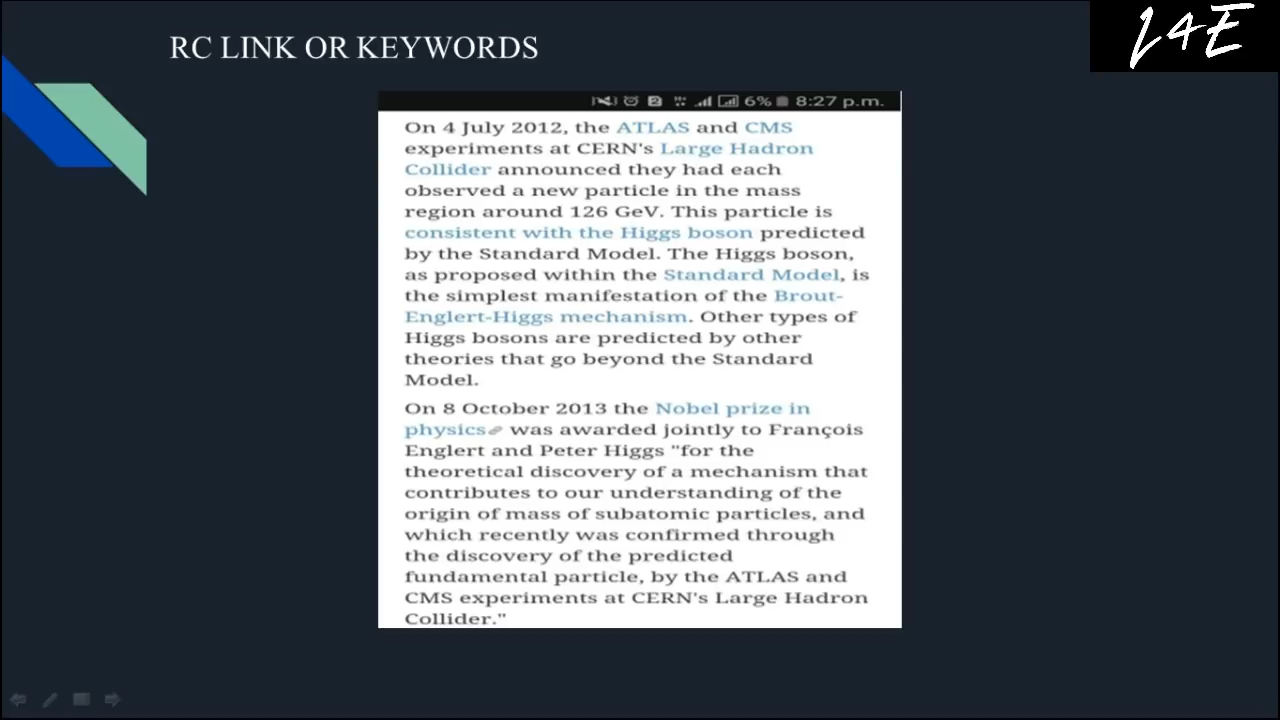 RC LINK OR KEYWORDS
L4E
6% 8:27 p.m.
On 4 July 2012, the ATLAS and CMS
experiments at CERN's Large Hadron
Collider announced they had each
observed a new particle in the mass
region around 126 GeV. This particle is
consistent with the Higgs boson predicted
by the Standard Model. The Higgs boson,
as proposed within the Standard Model, is
the simplest manifestation of the Brout-
Englert-Higgs mechanism. Other types of
Higgs bosons are predicted by other
theories that go beyond the Standard
Model.
On 8 October 2013 the Nobel prize in
physics was awarded jointly to François
Englert and Peter Higgs "for the
theoretical discovery of a mechanism that
contributes to our understanding of the
origin of mass of subatomic particles, and
which recently was confirmed through
the discovery of the predicted
fundamental particle, by the ATLAS and
CMS experiments at CERN's Large Hadron
Collider."